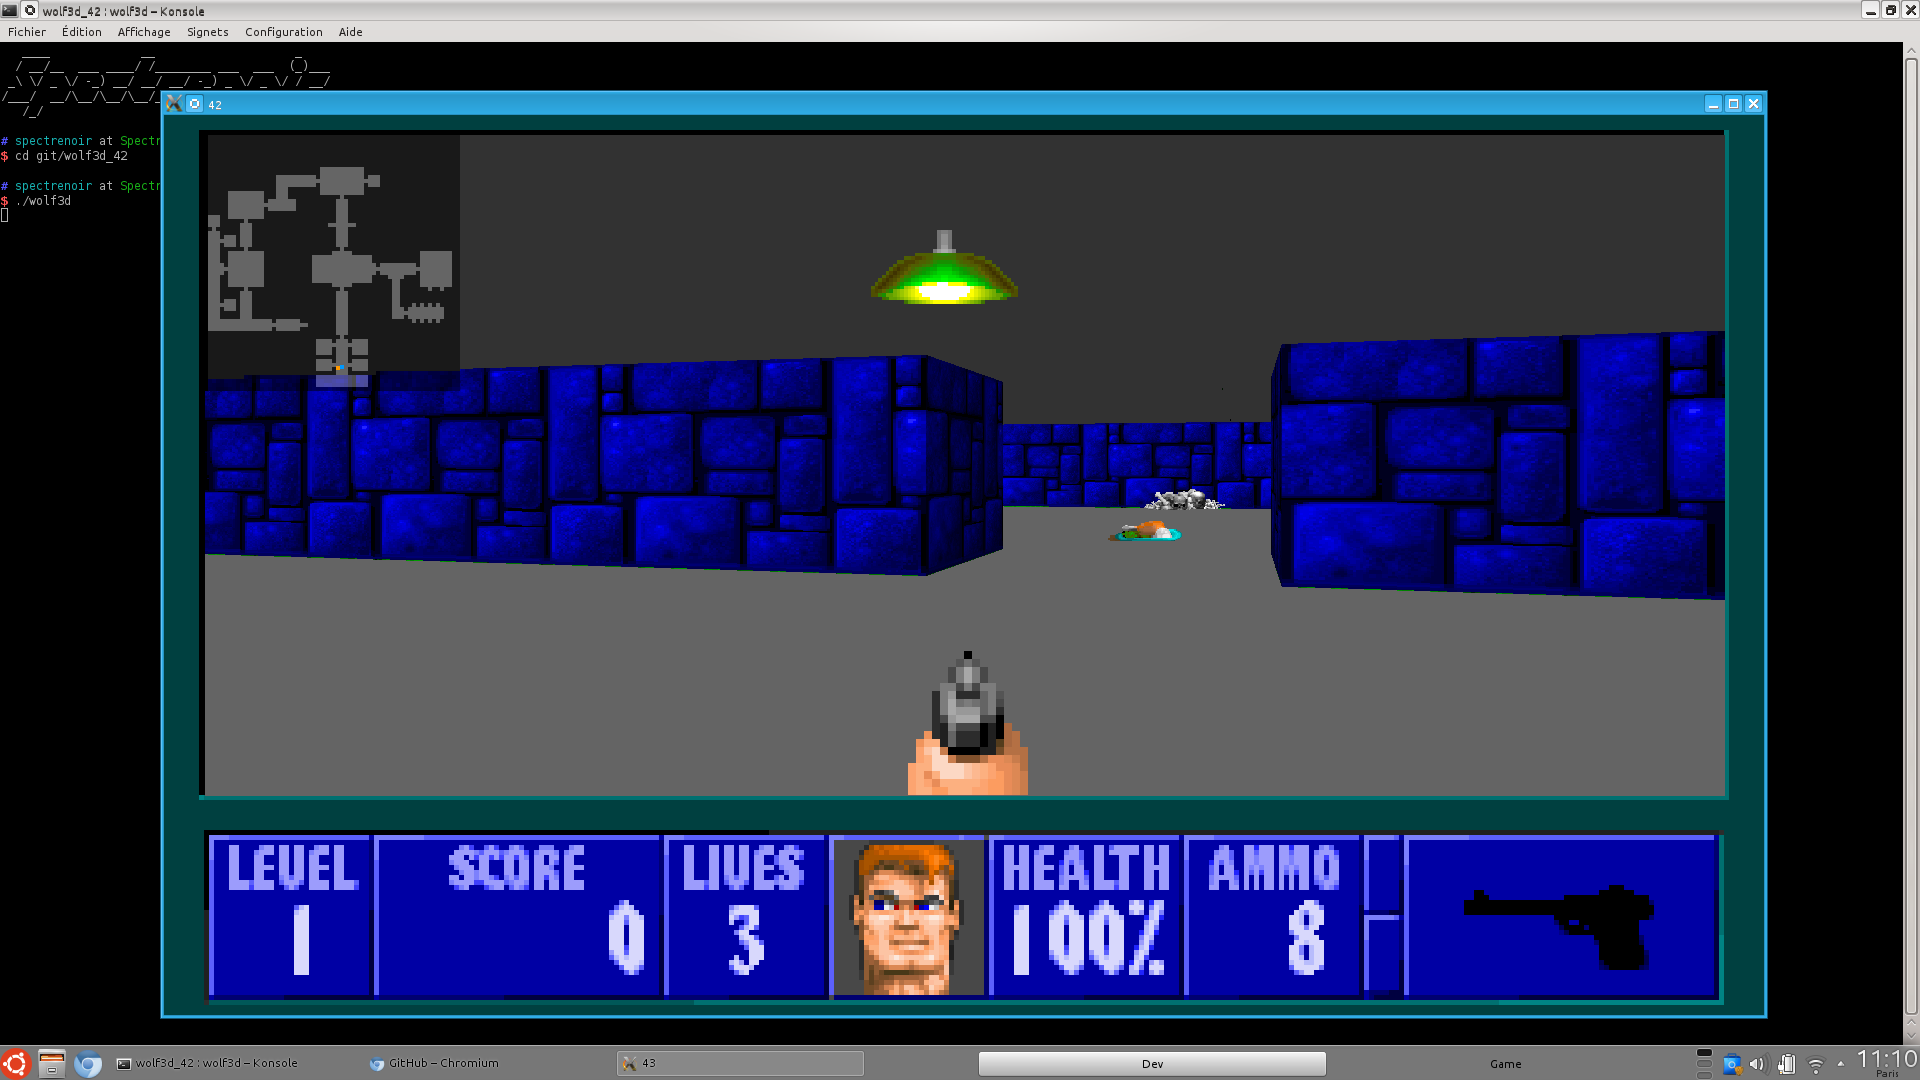 wolf3d_42 : wolf3d – Konsole
Fichier Édition Affichage Signets Configuration Aide
Spectrenoir
42
# spectrenoir at Spectr
$ cd git/wolf3d_42
# spectrenoir at Spectr
$ ./wolf3d
LEVEL SCORE LIVES HEALTH AMMO
1 0 3 100% 8
wolf3d_42 : wolf3d – Konsole GitHub – Chromium 43 Dev Game 11:10
Paris